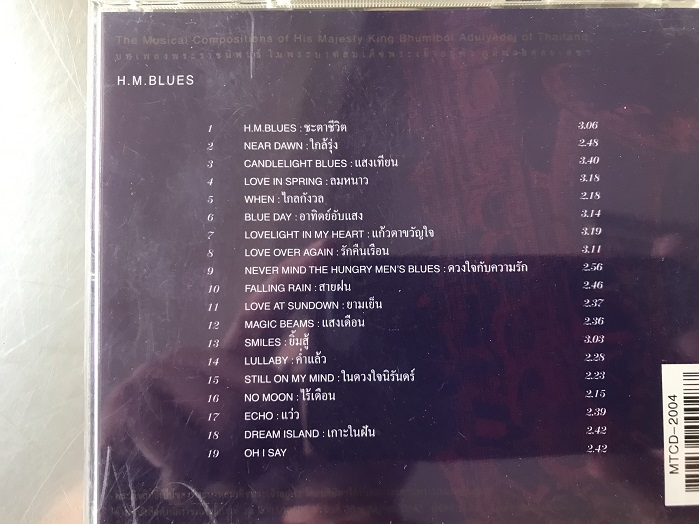 The Musical Compositions of His Majesty King Bhumibol Adulyadej of Thailand
H.M.BLUES
1 H.M.BLUES : ชะตาชีวิต 3.06
2 NEAR DAWN : ใกล้รุ่ง 2.48
3 CANDLELIGHT BLUES : แสงเทียน 3.40
4 LOVE IN SPRING : ลมหนาว 3.18
5 WHEN : ไกลกังวล 2.18
6 BLUE DAY : อาทิตย์อับแสง 3.14
7 LOVELIGHT IN MY HEART : แก้วตาขวัญใจ 3.19
8 LOVE OVER AGAIN : รักคืนเรือน 3.11
9 NEVER MIND THE HUNGRY MEN'S BLUES : ดวงใจกับความรัก 2.56
10 FALLING RAIN : สายฝน 2.46
11 LOVE AT SUNDOWN : ยามเย็น 2.37
12 MAGIC BEAMS : แสงเดือน 2.36
13 SMILES : ยิ้มสู้ 3.03
14 LULLABY : ค่ำแล้ว 2.28
15 STILL ON MY MIND : ในดวงใจนิรันดร์ 2.23
16 NO MOON : ไร้เดือน 2.15
17 ECHO : แว่ว 2.39
18 DREAM ISLAND : เกาะในฝัน 2.42
19 OH I SAY 2.42
MTCD-2004